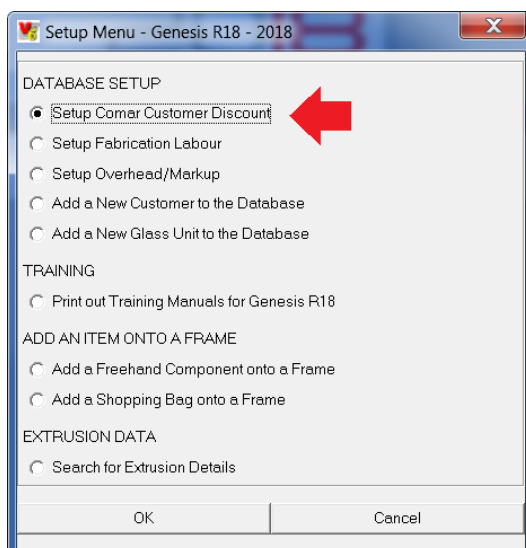 Setup Menu - Genesis R18 - 2018
X
DATABASE SETUP
Setup Comar Customer Discount
Setup Fabrication Labour
Setup Overhead/Markup
Add a New Customer to the Database
Add a New Glass Unit to the Database
TRAINING
Print out Training Manuals for Genesis R18
ADD AN ITEM ONTO A FRAME
Add a Freehand Component onto a Frame
Add a Shopping Bag onto a Frame
EXTRUSION DATA
Search for Extrusion Details
OK Cancel